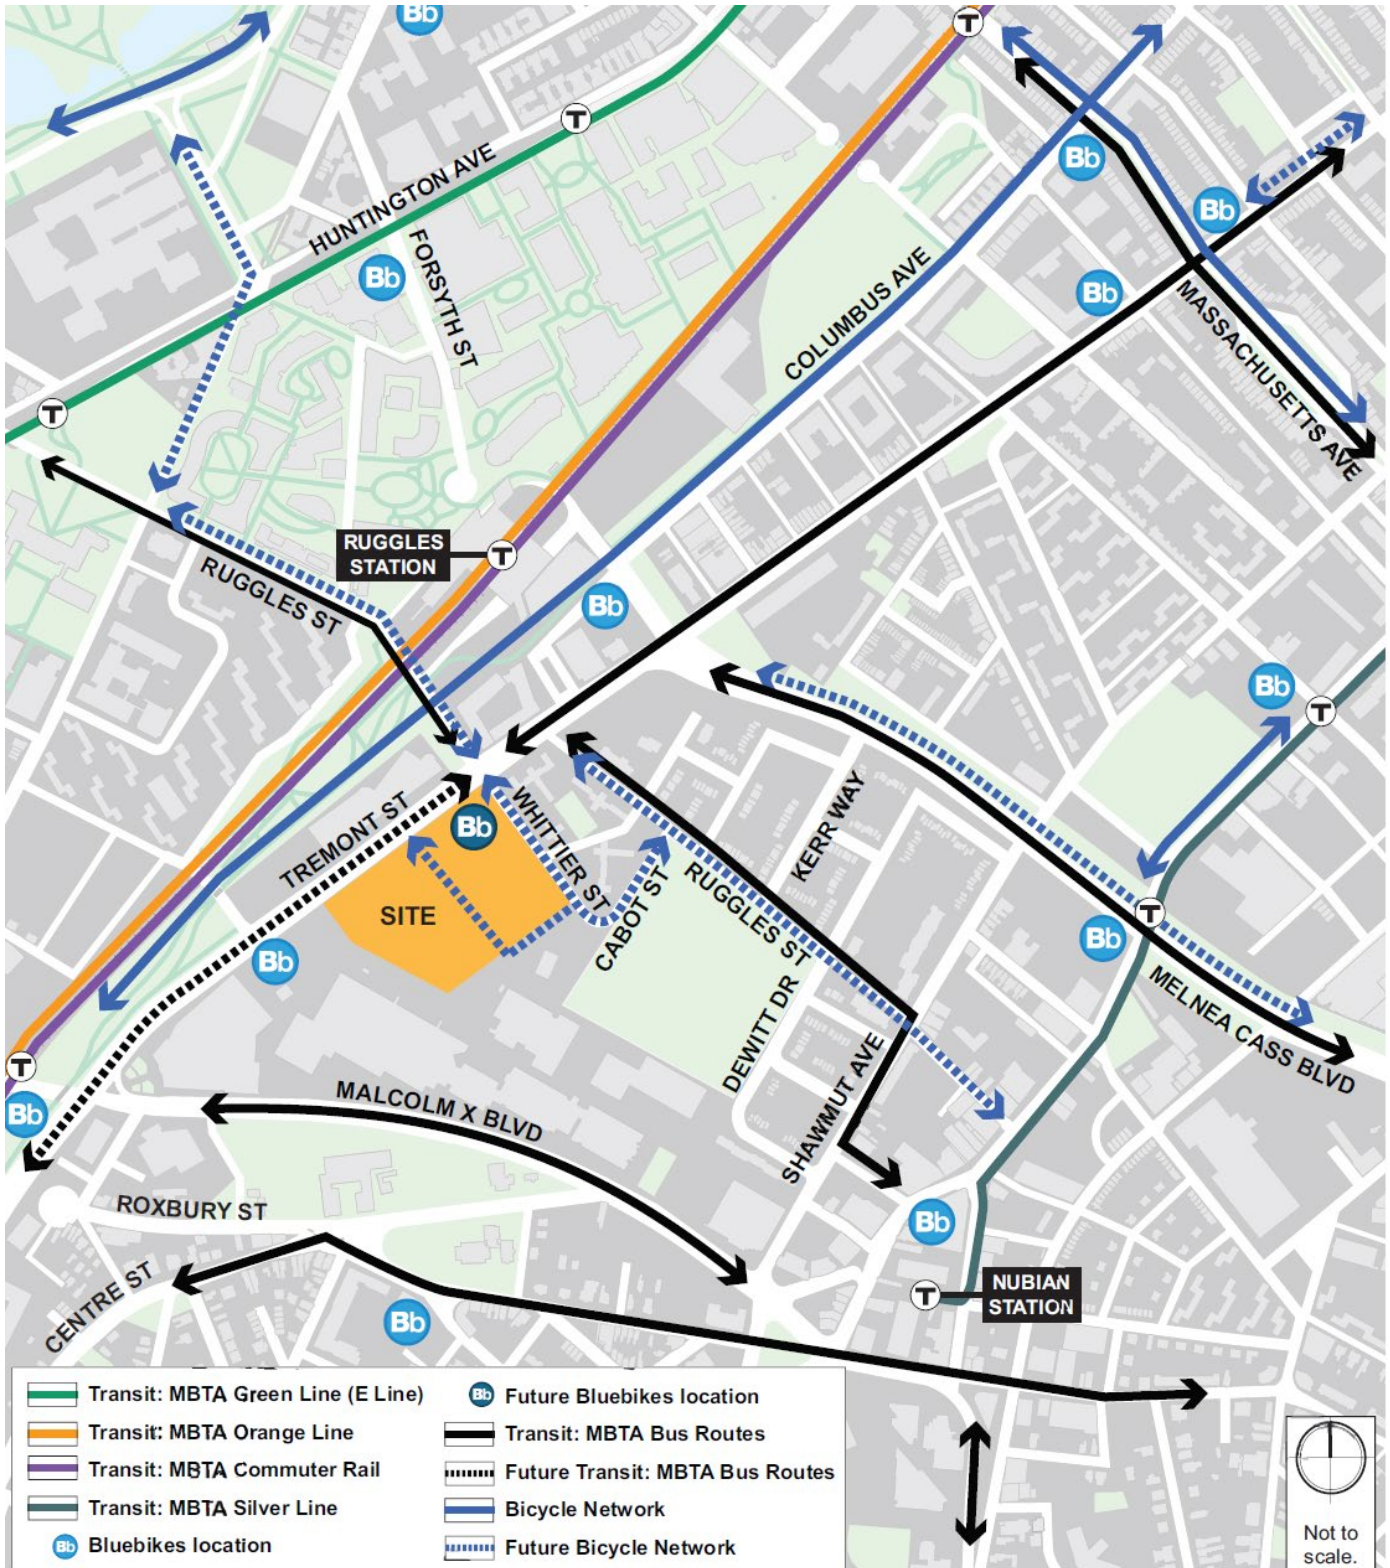 Bb
T
T
HUNTINGTON AVE
Bb
Bb
Bb
FORSYTH ST
Bb
COLUMBUS AVE
MASSACHUSETTS AVE
T
RUGGLES
STATION
T
RUGGLES ST
Bb
Bb
T
TREMONT ST
Bb
WHITTIER ST
KERR WAY
SITE
CABOT ST
RUGGLES ST
T
Bb
Bb
DEWITT DR
MELNEA CASS BLVD
SHAWMUT AVE
T
Bb
MALCOLM X BLVD
ROXBURY ST
Bb
CENTRE ST
T
NUBIAN
STATION
Bb
Transit: MBTA Green Line (E Line)
Transit: MBTA Orange Line
Transit: MBTA Commuter Rail
Transit: MBTA Silver Line
Bb Bluebikes location
Bb Future Bluebikes location
Transit: MBTA Bus Routes
Future Transit: MBTA Bus Routes
Bicycle Network
Future Bicycle Network
Not to
scale.